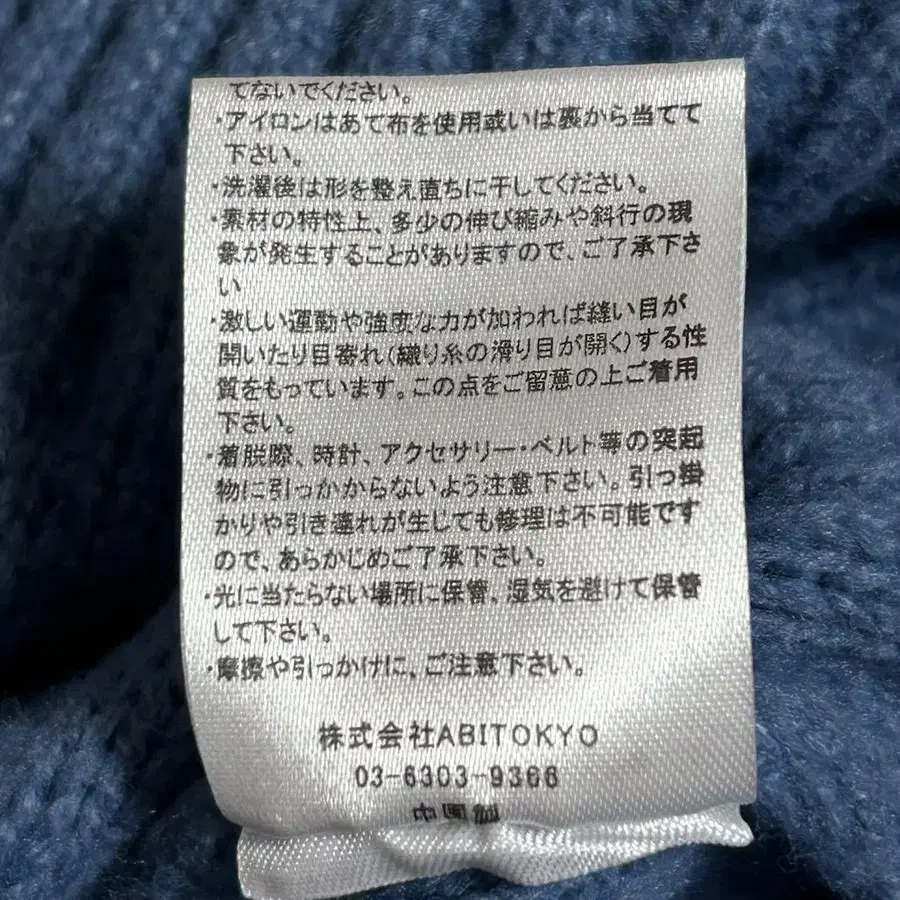 てないでください。
・アイロンはあて布を使用或いは裏から当てて
下さい。
・洗濯後は形を整え直ちに干してください。
・素材の特性上、多少の伸び縮みや斜行の現
象が発生することがありますので、ご了承下さ
い
・激しい運動や強度な力が加われば縫い目が
開いたり目寄れ(織り糸の滑り目が開く)する性
質をもっています。この点をご留意の上ご着用
下さい。
・着脱際、時計、アクセサリー・ベルト等の突起
物に引っかからないよう注意下さい。引っ掛
かりや引き連れが生じても修理は不可能です
ので、あらかじめご了承下さい。
・光に当たらない場所に保管、湿気を避けて保管
して下さい。
・摩擦や引っかけに、ご注意下さい。
株式会社ABITOKYO
03-6303-9366
中国製